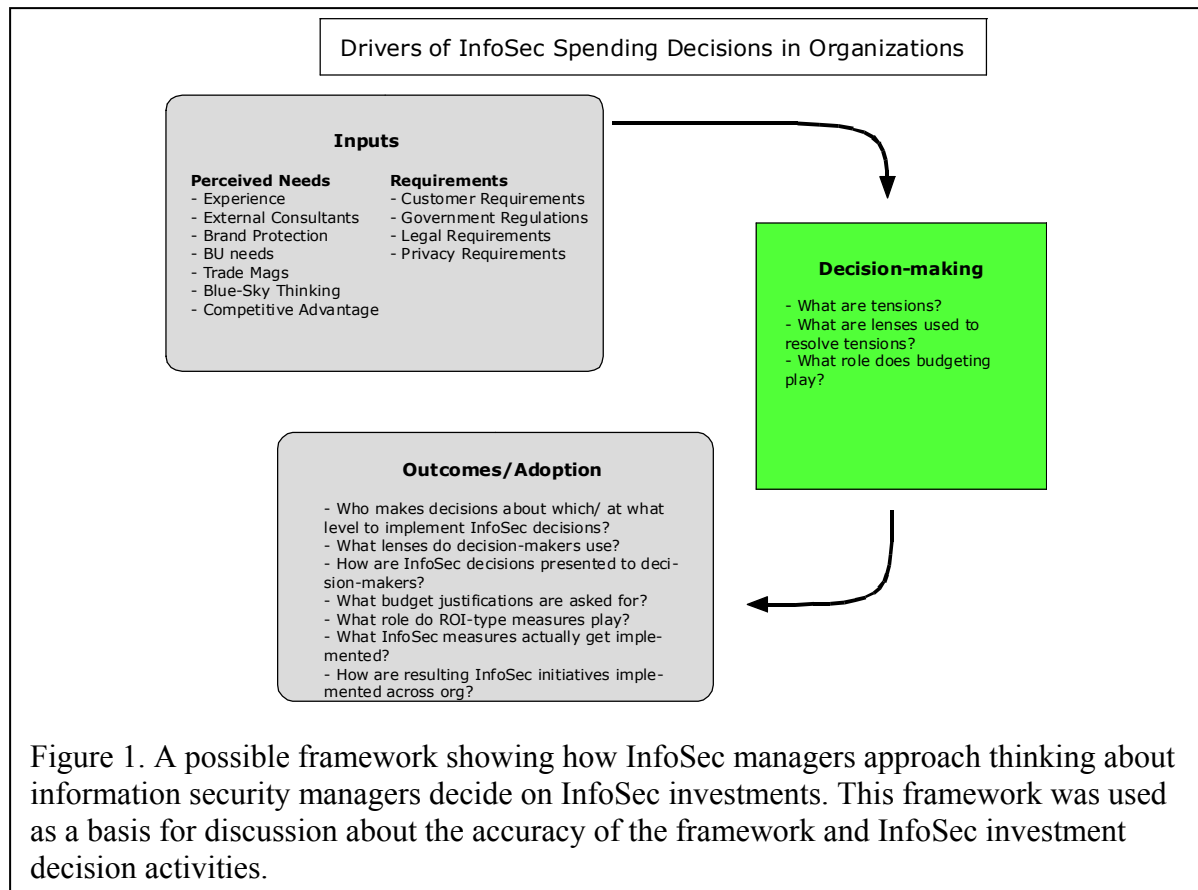 Drivers of InfoSec Spending Decisions in Organizations
Inputs
Perceived Needs
- Experience
- External Consultants
- Brand Protection
- BU needs
- Trade Mags
- Blue-Sky Thinking
- Competitive Advantage
Requirements
- Customer Requirements
- Government Regulations
- Legal Requirements
- Privacy Requirements
Decision-making
- What are tensions?
- What are lenses used to
resolve tensions?
- What role does budgeting
play?
Outcomes/Adoption
- Who makes decisions about which/ at what
level to implement InfoSec decisions?
- What lenses do decision-makers use?
- How are InfoSec decisions presented to deci-
sion-makers?
- What budget justifications are asked for?
- What role do ROI-type measures play?
- What InfoSec measures actually get imple-
mented?
- How are resulting InfoSec initiatives imple-
mented across org?
Figure 1. A possible framework showing how InfoSec managers approach thinking about
information security managers decide on InfoSec investments. This framework was used
as a basis for discussion about the accuracy of the framework and InfoSec investment
decision activities.